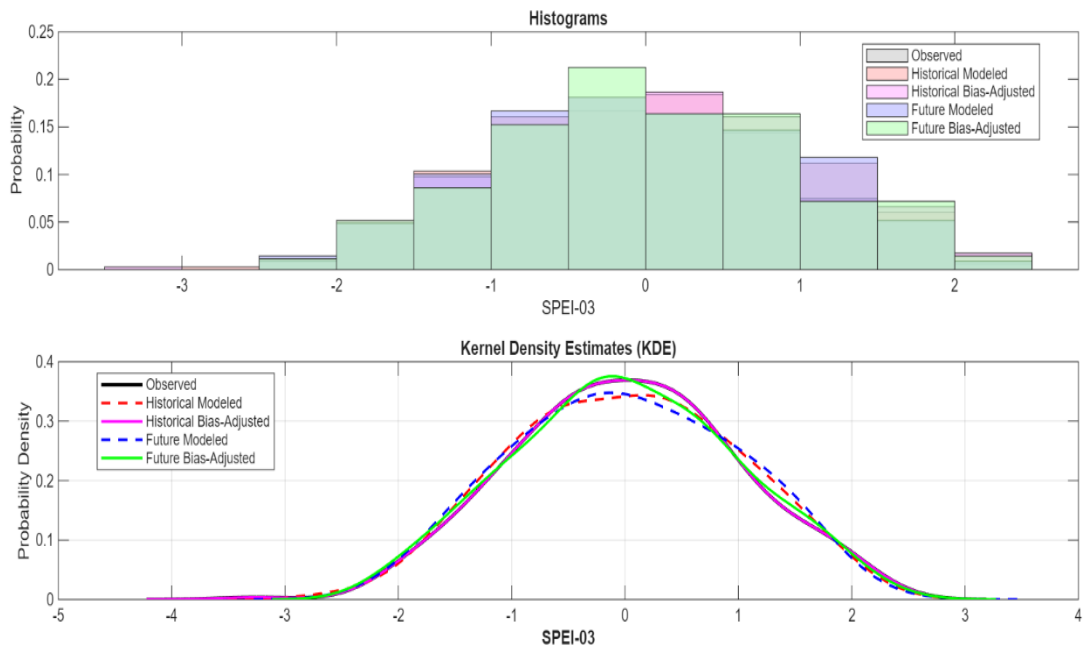 Histograms
0.25
0.2
0.15
0.1
0.05
0
Probability
-3
-2
-1
0
1
2
SPEI-03
Observed
Historical Modeled
Historical Bias-Adjusted
Future Modeled
Future Bias-Adjusted
Kernel Density Estimates (KDE)
0.4
0.3
0.2
0.1
0
Probability Density
-5
-4
-3
-2
-1
0
1
2
3
4
SPEI-03
Observed
Historical Modeled
Historical Bias-Adjusted
Future Modeled
Future Bias-Adjusted